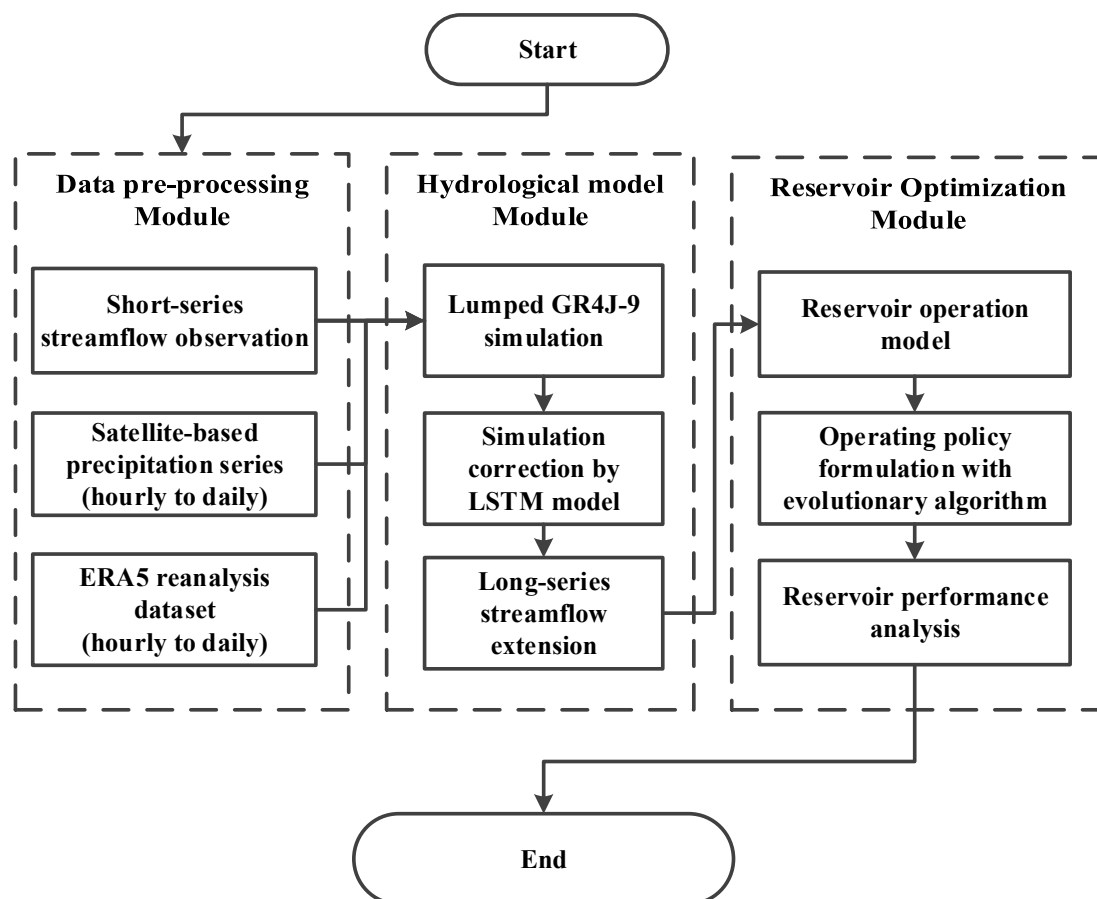 Start
Data pre-processing
Module
Short-series
streamflow observation
Satellite-based
precipitation series
(hourly to daily)
ERA5 reanalysis
dataset
(hourly to daily)
Hydrological model
Module
Lumped GR4J-9
simulation
Simulation
correction by
LSTM model
Long-series
streamflow
extension
Reservoir Optimization
Module
Reservoir operation
model
Operating policy
formulation with
evolutionary algorithm
Reservoir performance
analysis
End